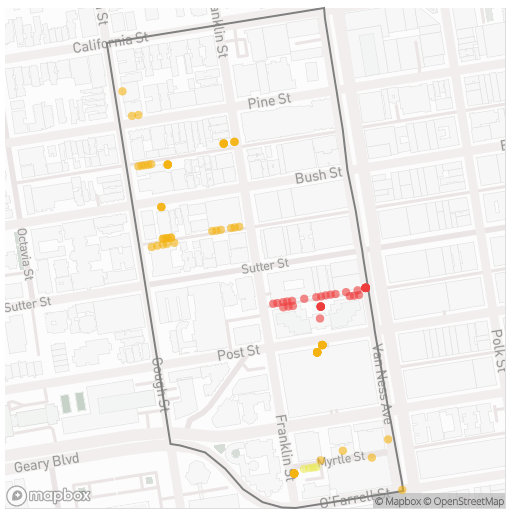 California St
Franklin St
Pine St
Bush St
Octavia St
Sutter St
Sutter St
Gough St
Post St
Van Ness Ave
Polk St
Franklin St
Geary Blvd
Myrtle St
O'Farrell St
mapbox
© Mapbox © OpenStreetMap